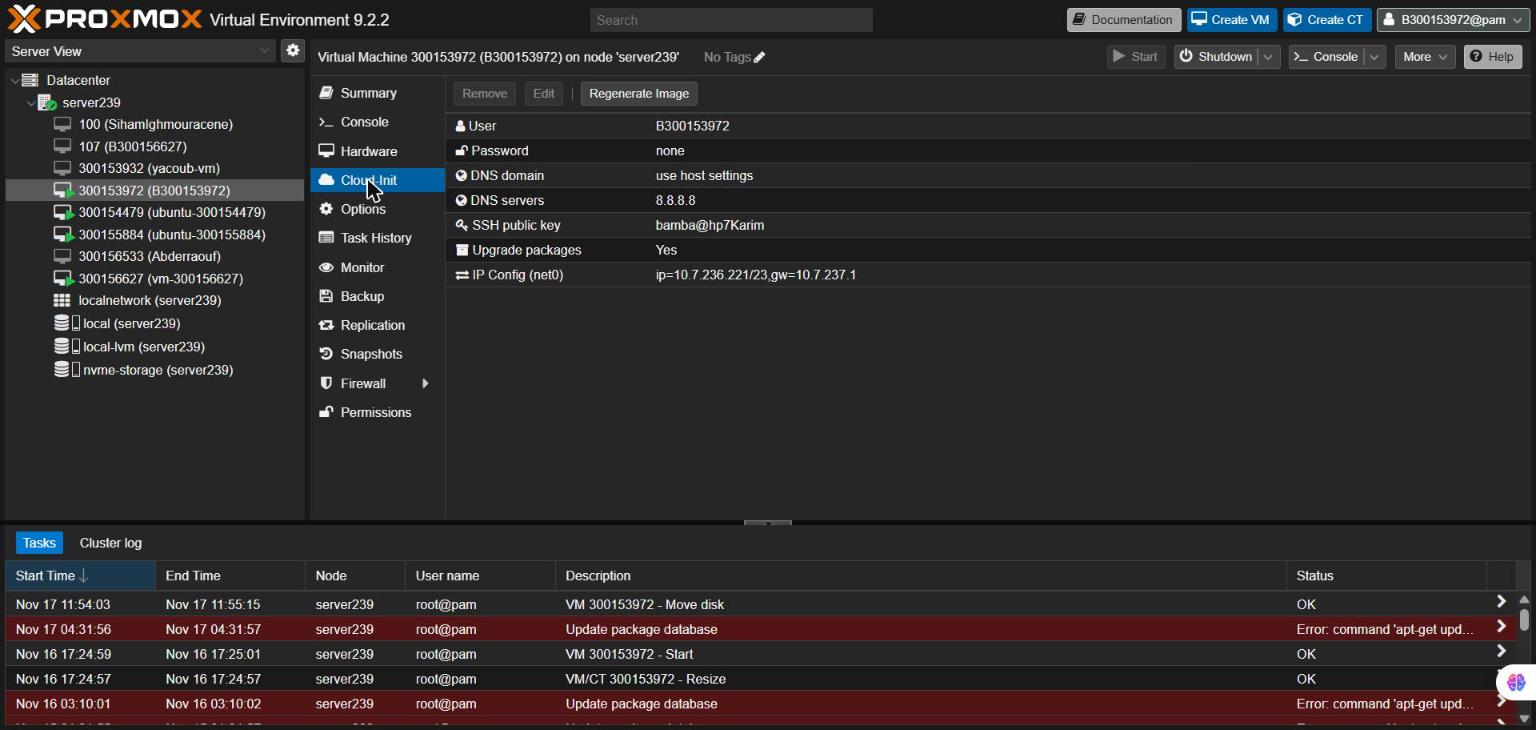 PROXMOX Virtual Environment 9.2.2 Search Documentation Create VM Create CT B300153972@pam
Server View
Virtual Machine 300153972 (B300153972) on node 'server239' No Tags Start Shutdown Console More Help
Datacenter
server239
100 (SihamIghmouracene)
107 (B300156627)
300153932 (yacoub-vm)
300153972 (B300153972)
300154479 (ubuntu-300154479)
300155884 (ubuntu-300155884)
300156533 (Abderraouf)
300156627 (vm-300156627)
localnetwork (server239)
local (server239)
local-lvm (server239)
nvme-storage (server239)
Summary
Console
Hardware
Cloud-Init
Options
Task History
Monitor
Backup
Replication
Snapshots
Firewall
Permissions
Remove Edit Regenerate Image
User B300153972
Password none
DNS domain use host settings
DNS servers 8.8.8.8
SSH public key bamba@hp7Karim
Upgrade packages Yes
IP Config (net0) ip=10.7.236.221/23,gw=10.7.237.1
Tasks Cluster log
Start Time End Time Node User name Description Status
Nov 17 11:54:03 Nov 17 11:55:15 server239 root@pam VM 300153972 - Move disk OK
Nov 17 04:31:56 Nov 17 04:31:57 server239 root@pam Update package database Error: command 'apt-get upd...
Nov 16 17:24:59 Nov 16 17:25:01 server239 root@pam VM 300153972 - Start OK
Nov 16 17:24:57 Nov 16 17:24:57 server239 root@pam VM/CT 300153972 - Resize OK
Nov 16 03:10:01 Nov 16 03:10:02 server239 root@pam Update package database Error: command 'apt-get upd...